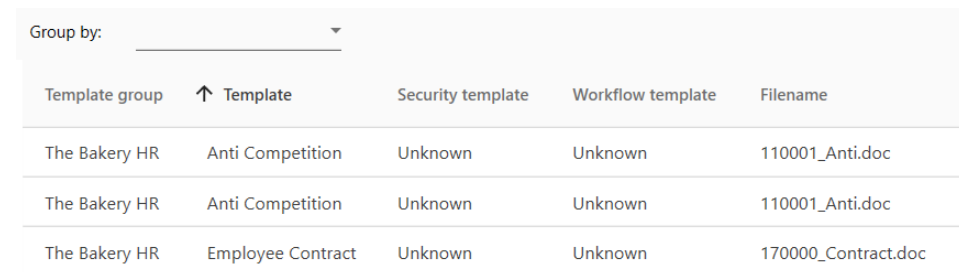 Group by:
Template group Template Security template Workflow template Filename
The Bakery HR Anti Competition Unknown Unknown 110001_Anti.doc
The Bakery HR Anti Competition Unknown Unknown 110001_Anti.doc
The Bakery HR Employee Contract Unknown Unknown 170000_Contract.doc